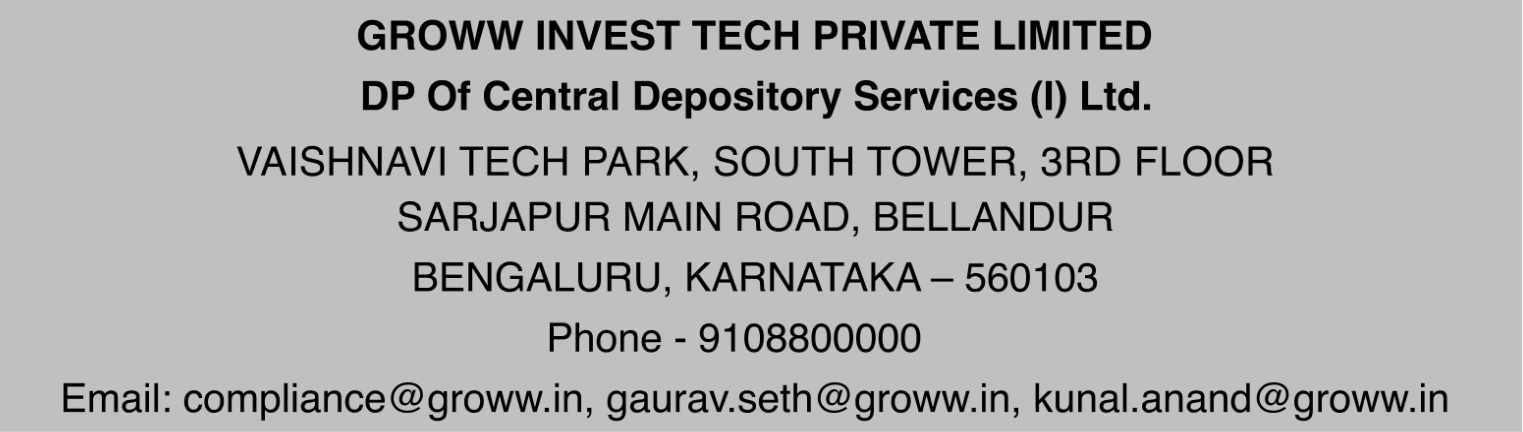 GROWW INVEST TECH PRIVATE LIMITED
DP Of Central Depository Services (I) Ltd.
VAISHNAVI TECH PARK, SOUTH TOWER, 3RD FLOOR
SARJAPUR MAIN ROAD, BELLANDUR
BENGALURU, KARNATAKA – 560103
Phone - 9108800000
Email: compliance@groww.in, gaurav.seth@groww.in, kunal.anand@groww.in